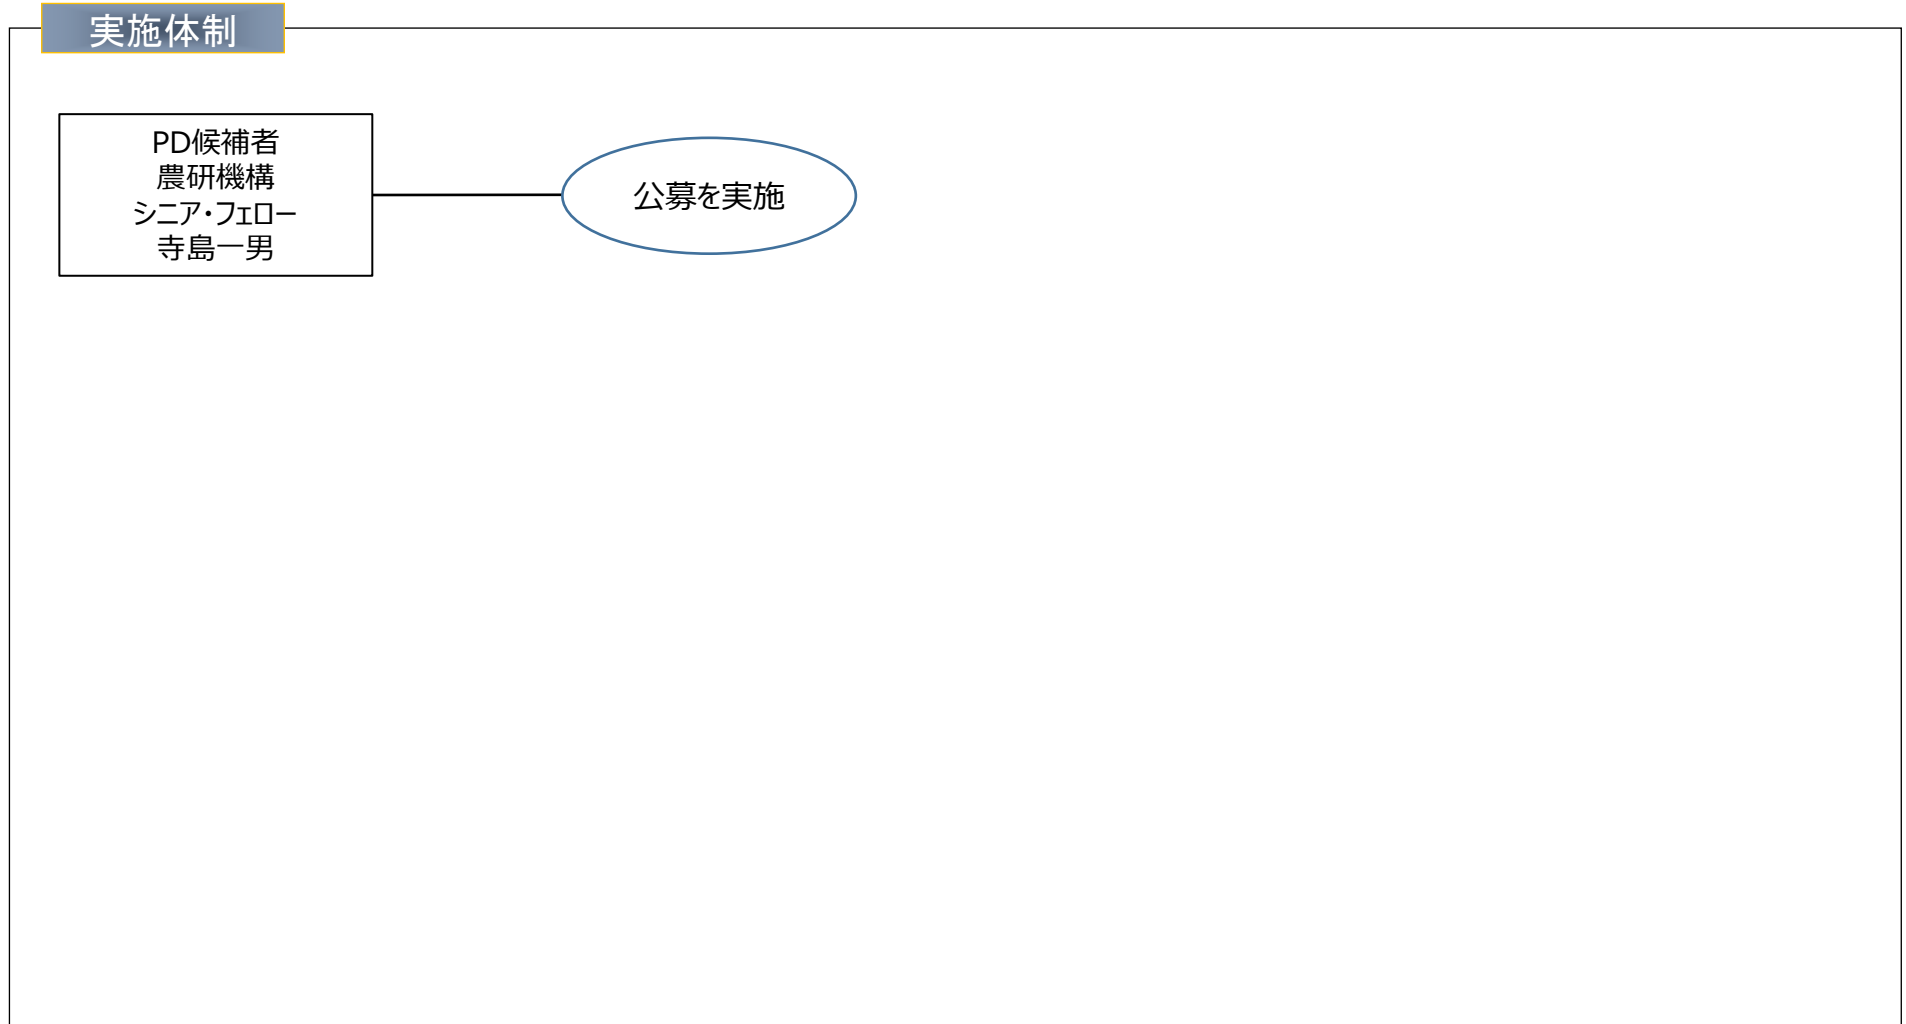 実施体制
PD候補者
農研機構
シニア・フェロー
寺島一男
公募を実施